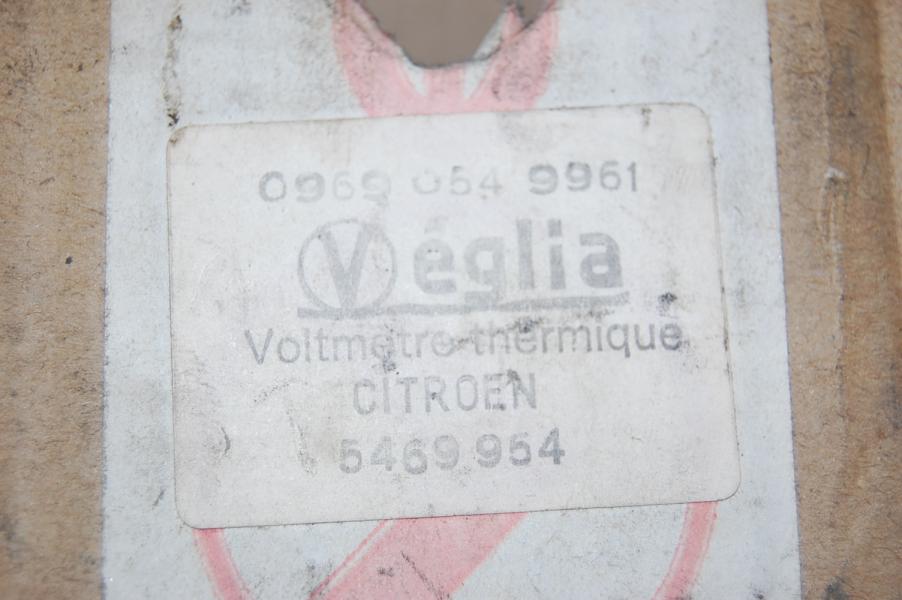 0969 054 9961
Véglia
Voltmetre thermique
CITROEN
5469 954